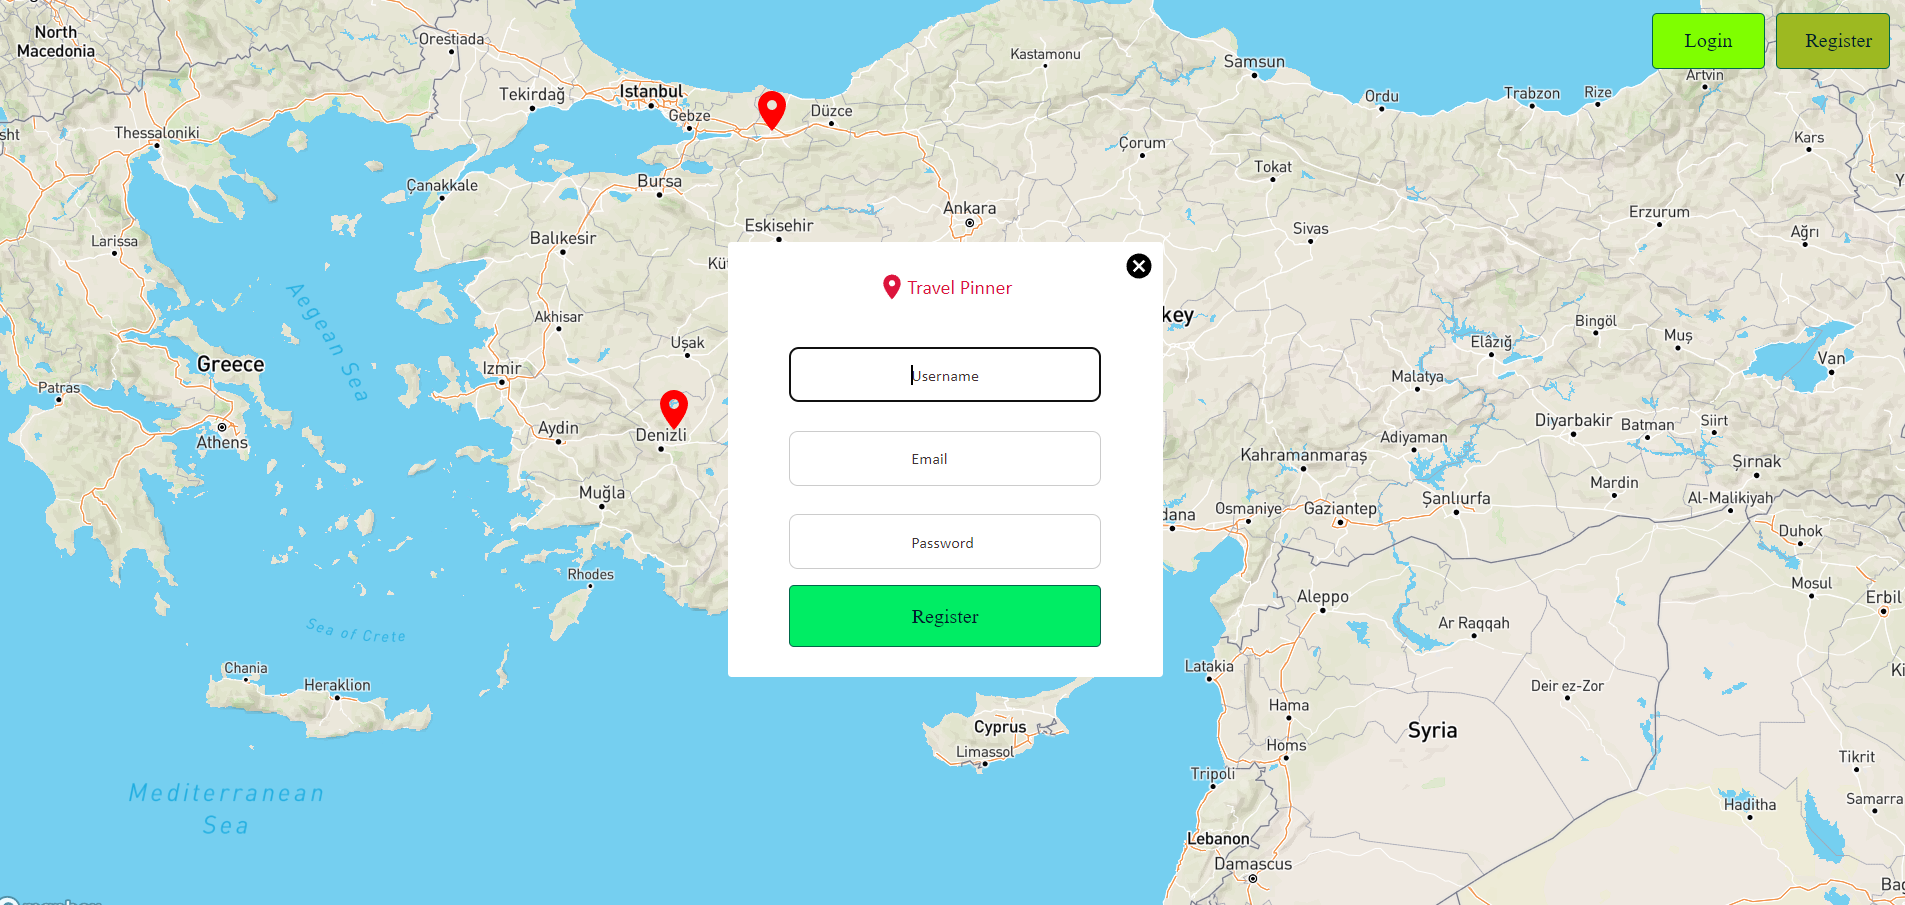 North
Macedonia
Orestiada
Kastamonu
Samsun
Login
Register
Artvin
Tekirdağ
Istanbul
Gebze
Düzce
Ordu
Trabzon
Rize
Thessaloniki
Çorum
Kars
Tokat
Çanakkale
Bursa
Ankara
Erzurum
Eskisehir
Sivas
Ağrı
Larissa
Balıkesir
Küt
Travel Pinner
Aegean Sea
Akhisar
key
Bingöl
Muş
Uşak
Elâzığ
Van
Greece
Izmir
Username
Malatya
Patras
Athens
Aydin
Denizli
Diyarbakir
Batman
Siirt
Adiyaman
Email
Kahramanmaraş
Şırnak
Muğla
Mardin
Al-Malikiyah
Şanlıurfa
dana
Osmaniye
Gaziantep
Duhok
Password
Rhodes
Mosul
Aleppo
Erbil
Register
Ar Raqqah
Sea of Crete
Chania
Latakia
Heraklion
Deir ez-Zor
Ki
Hama
Cyprus
Syria
Limassol
Homs
Tikrit
Tripoli
Mediterranean
Sea
Haditha
Samarra
Lebanon
Damascus
Bag